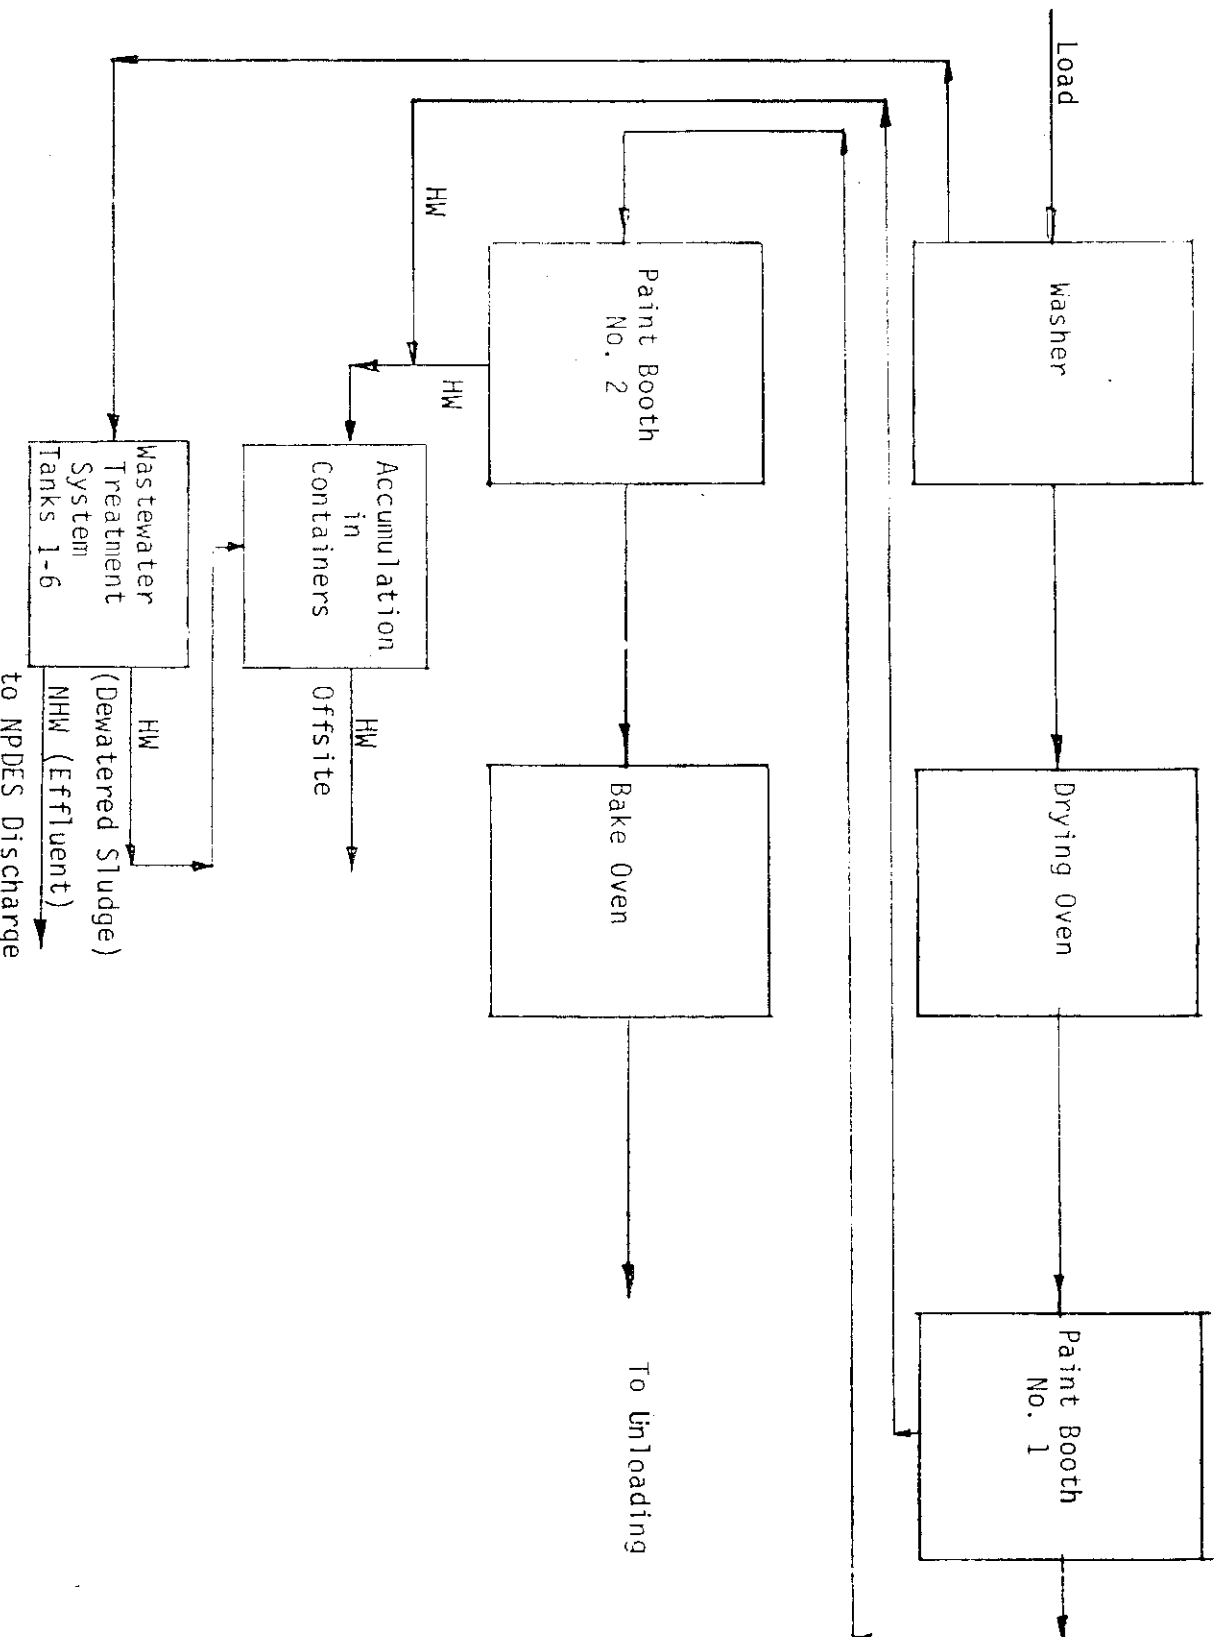 Load
Washer
Drying Oven
Paint Booth
No. 1
Paint Booth
No. 2
Bake Oven
To Unloading
HW
HW
Accumulation
in
Containers
HW
Offsite
Wastewater
Treatment
System
Tanks 1-6
HW
(Dewatered Sludge)
NHW (Effluent)
to NPDES Discharge